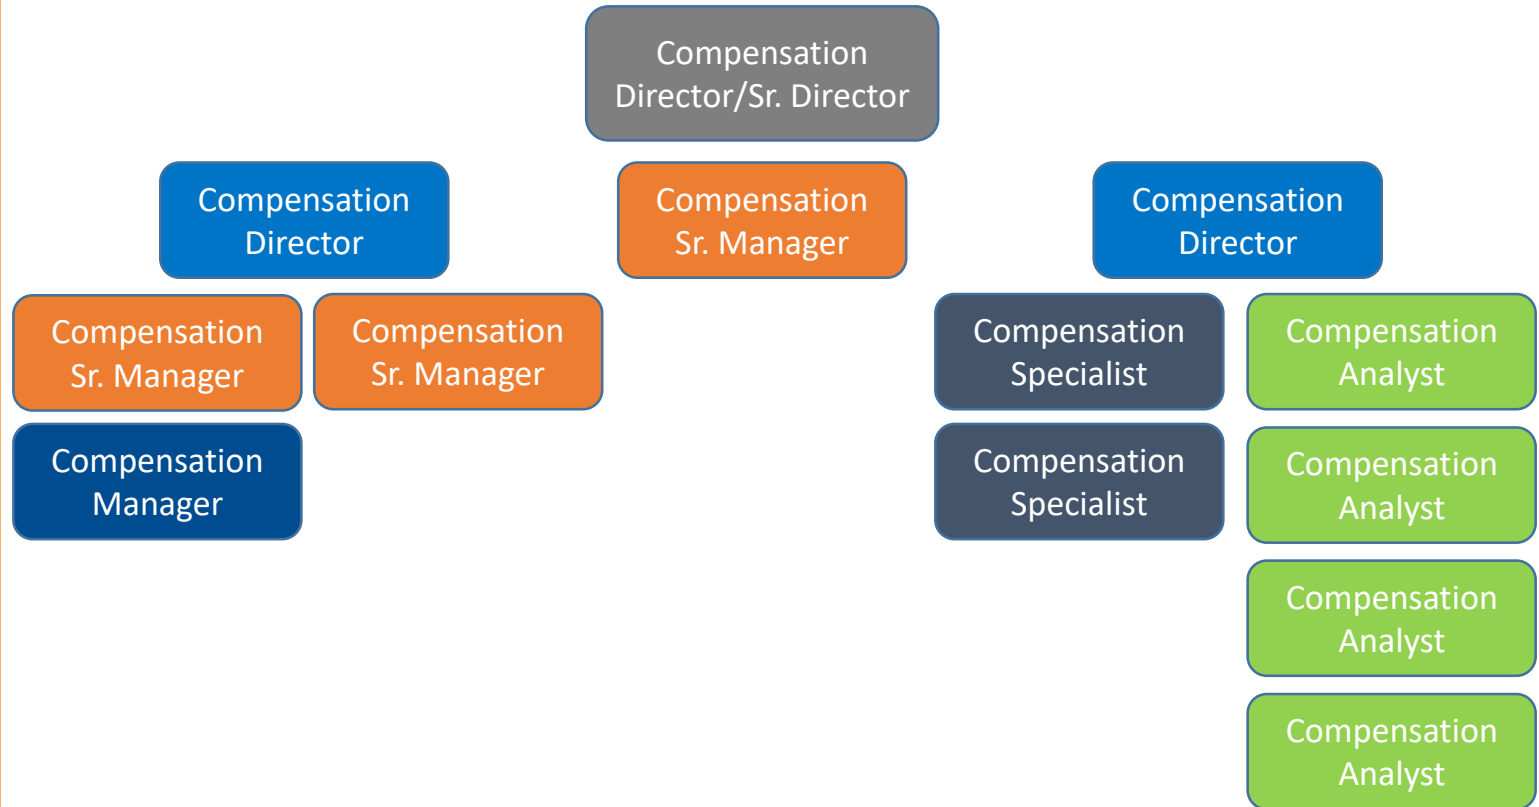 Compensation
Director/Sr. Director
Compensation
Director
Compensation
Sr. Manager
Compensation
Director
Compensation
Sr. Manager
Compensation
Sr. Manager
Compensation
Specialist
Compensation
Analyst
Compensation
Manager
Compensation
Specialist
Compensation
Analyst
Compensation
Analyst
Compensation
Analyst